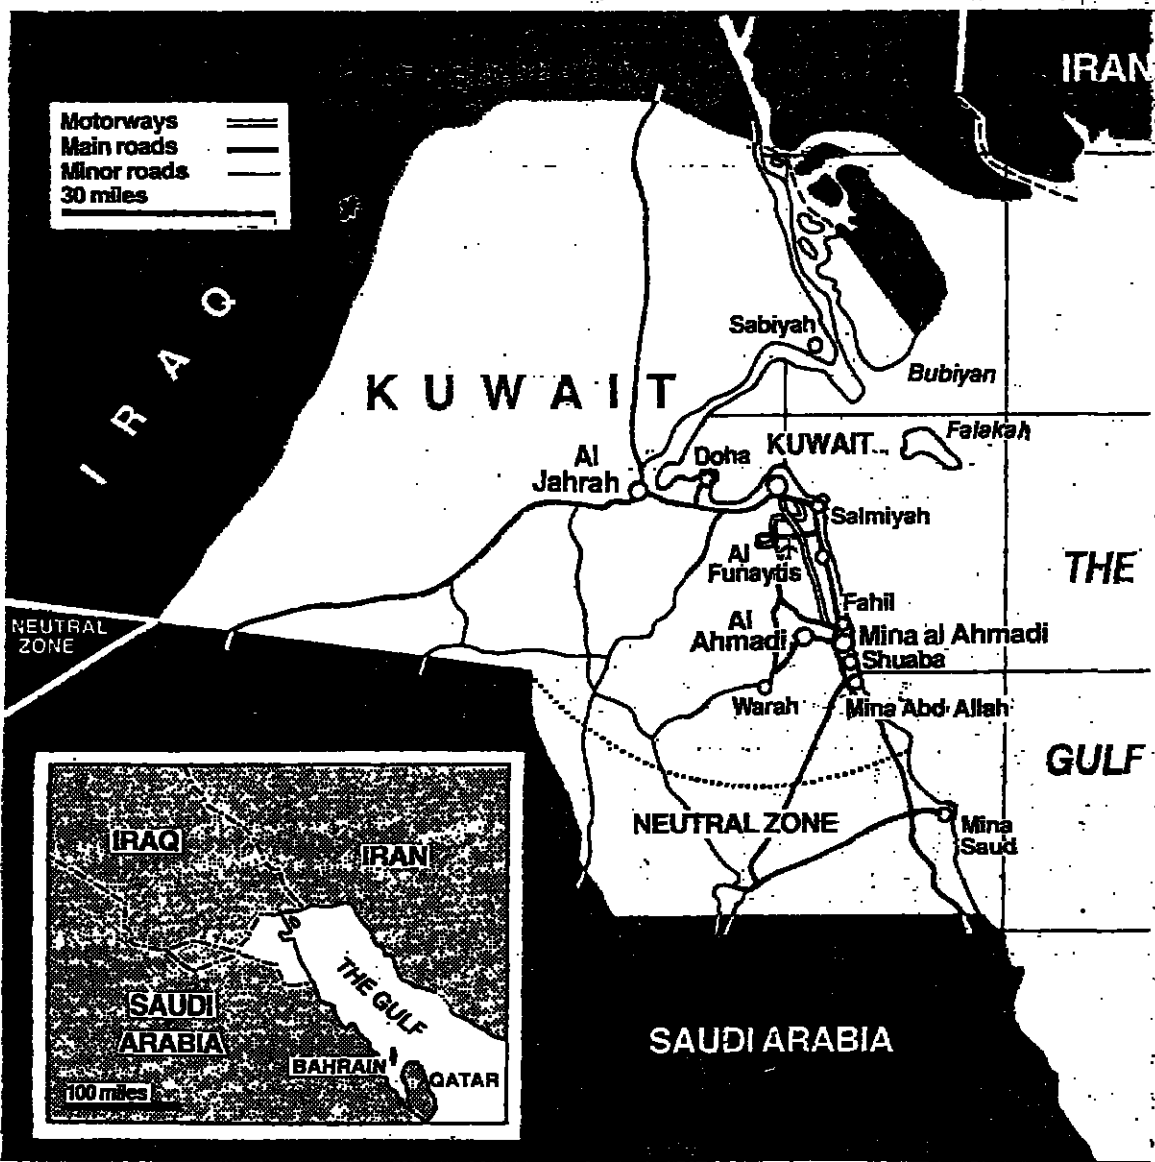 IRAN
Motorways
Main roads
Minor roads
30 miles
IRAQ
Sabiyah
Bubiyan
KUWAIT
Falakah
KUWAIT
Doha
Al
Jahrah
Salmiyah
Al
Funaytis
THE
Fahil
NEUTRAL
ZONE
Al
Ahmadi
Mina al Ahmadi
Shuaba
Warah
Mina Abd Allah
GULF
NEUTRAL ZONE
Mina
Saud
IRAQ
IRAN
THE GULF
SAUDI
ARABIA
BAHRAIN
QATAR
100 miles
SAUDI ARABIA